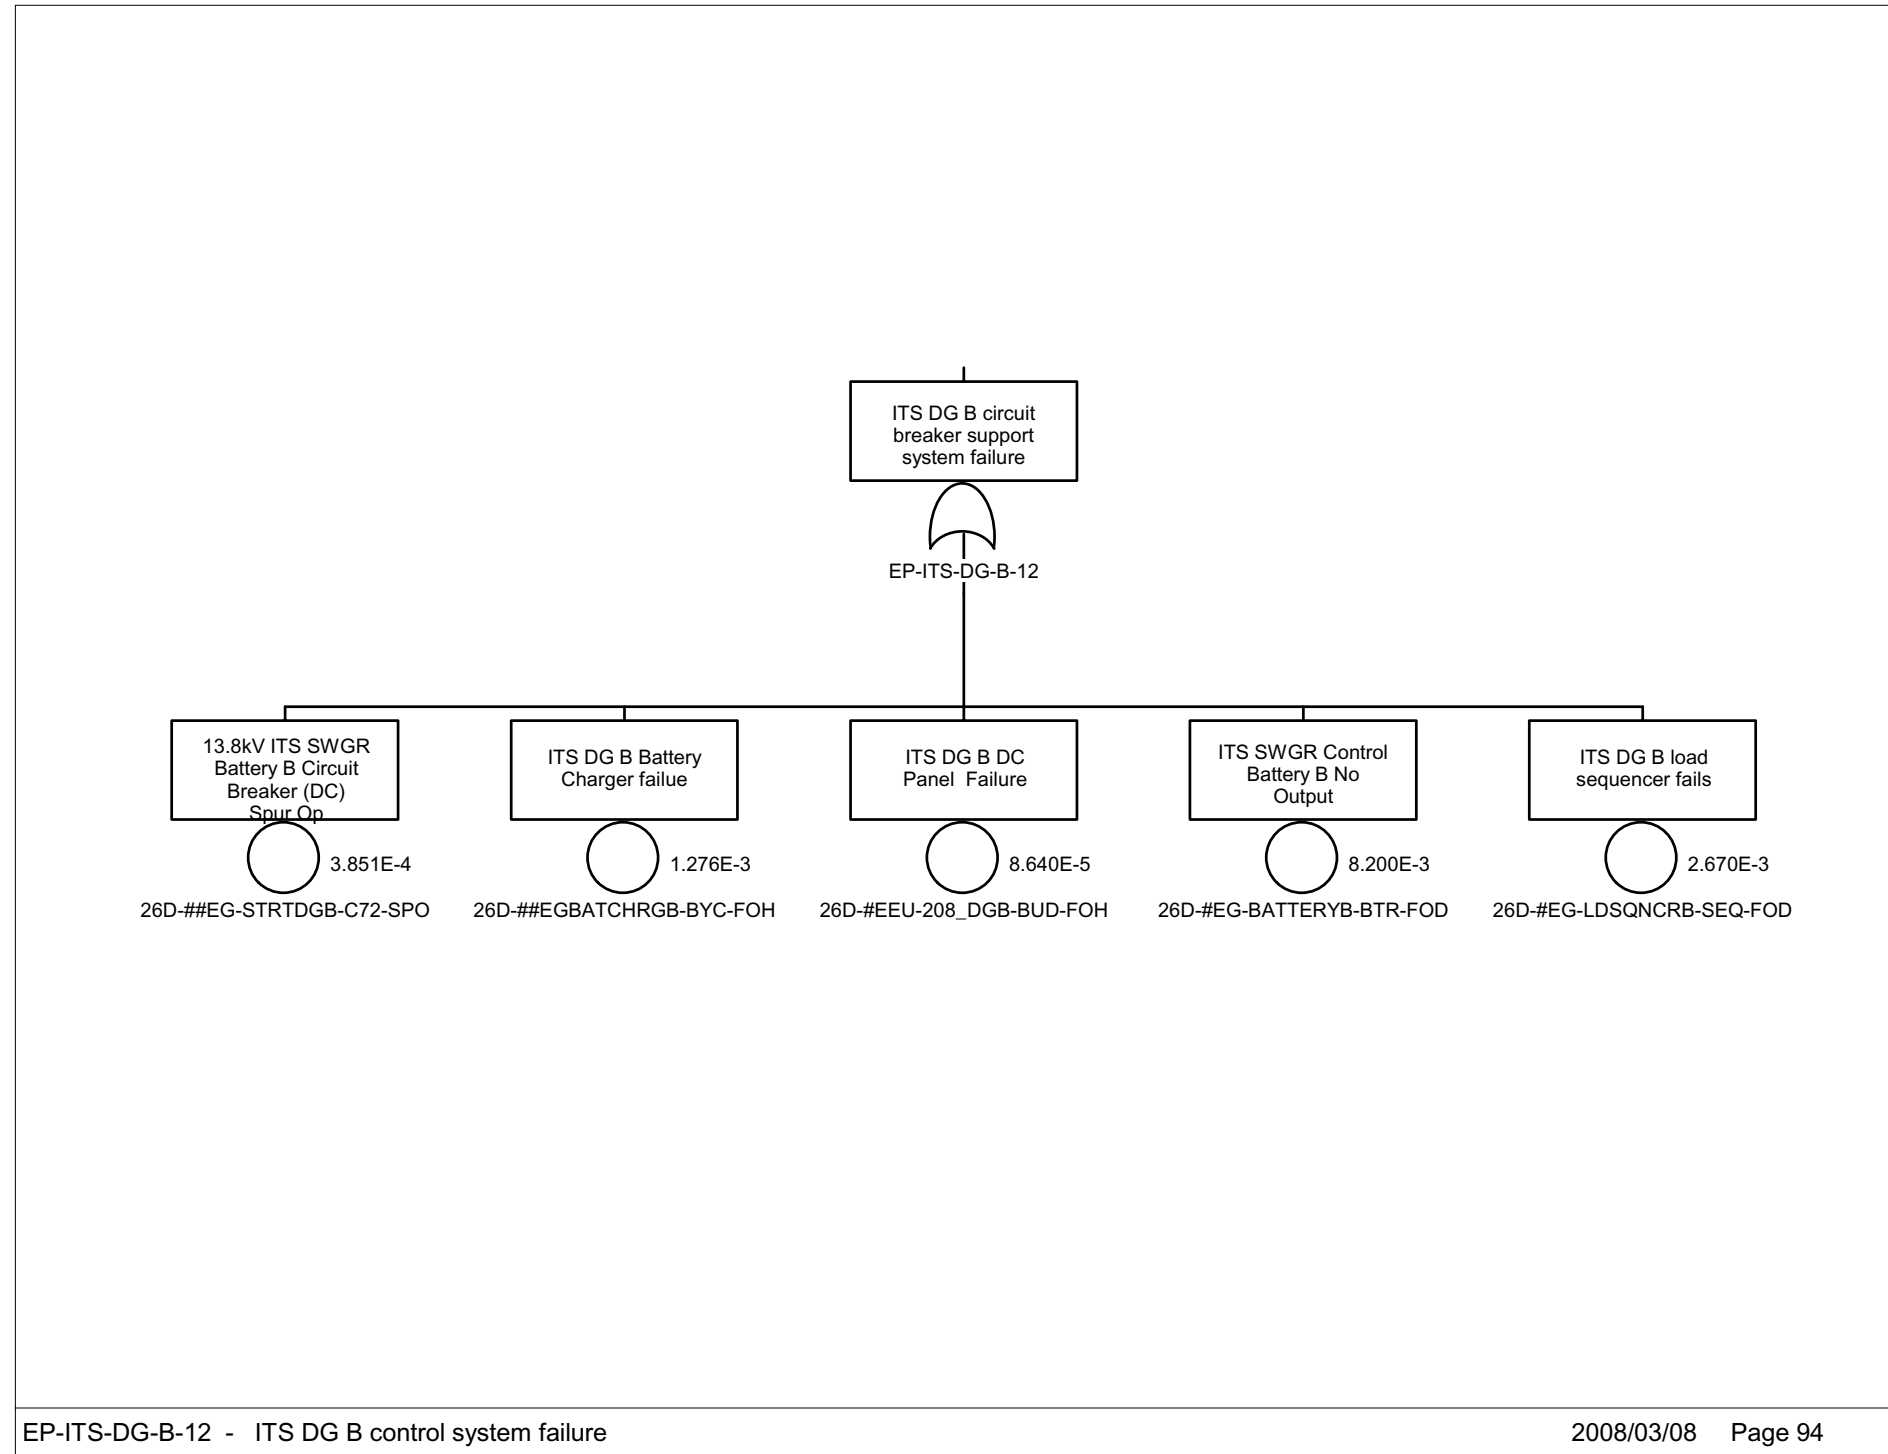 ITS DG B circuit
breaker support
system failure
EP-ITS-DG-B-12
13.8kV ITS SWGR
Battery B Circuit
Breaker (DC)
Spur Op
3.851E-4
26D-##EG-STRTDGB-C72-SPO
ITS DG B Battery
Charger failue
1.276E-3
26D-##EGBATCHRGB-BYC-FOH
ITS DG B DC
Panel  Failure
8.640E-5
26D-#EEU-208_DGB-BUD-FOH
ITS SWGR Control
Battery B No
Output
8.200E-3
26D-#EG-BATTERYB-BTR-FOD
ITS DG B load
sequencer fails
2.670E-3
26D-#EG-LDSQNCRB-SEQ-FOD
EP-ITS-DG-B-12 - ITS DG B control system failure
2008/03/08 Page 94